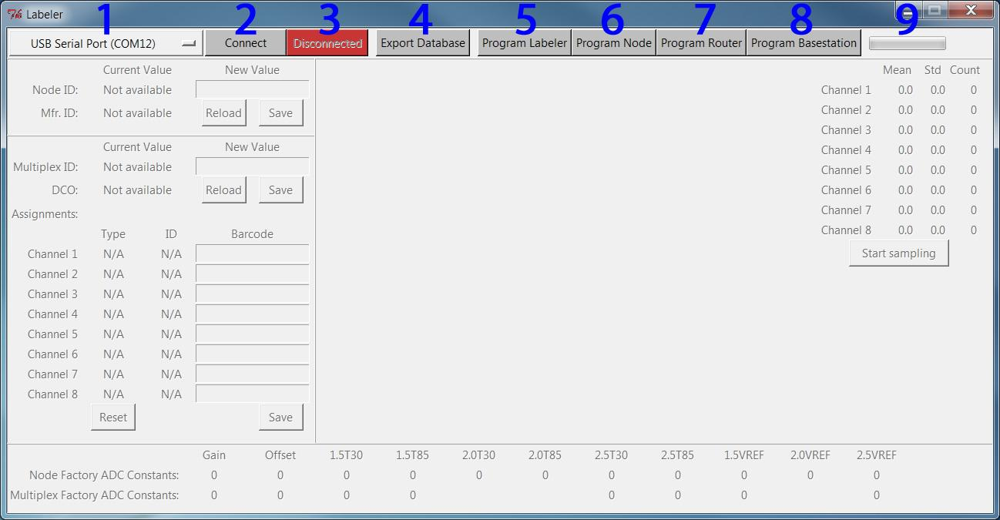 Labeler
1 2 3 4 5 6 7 8 9
USB Serial Port (COM12) Connect Disconnected Export Database Program Labeler Program Node Program Router Program Basestation
Current Value New Value
Node ID: Not available
Mfr. ID: Not available Reload Save
Current Value New Value
Multiplex ID: Not available
DCO: Not available Reload Save
Assignments:
Type ID Barcode
Channel 1 N/A N/A
Channel 2 N/A N/A
Channel 3 N/A N/A
Channel 4 N/A N/A
Channel 5 N/A N/A
Channel 6 N/A N/A
Channel 7 N/A N/A
Channel 8 N/A N/A
Reset Save
Mean Std Count
Channel 1 0.0 0.0 0
Channel 2 0.0 0.0 0
Channel 3 0.0 0.0 0
Channel 4 0.0 0.0 0
Channel 5 0.0 0.0 0
Channel 6 0.0 0.0 0
Channel 7 0.0 0.0 0
Channel 8 0.0 0.0 0
Start sampling
Gain Offset 1.5T30 1.5T85 2.0T30 2.0T85 2.5T30 2.5T85 1.5VREF 2.0VREF 2.5VREF
Node Factory ADC Constants: 0 0 0 0 0 0 0 0 0 0 0
Multiplex Factory ADC Constants: 0 0 0 0 0 0 0 0